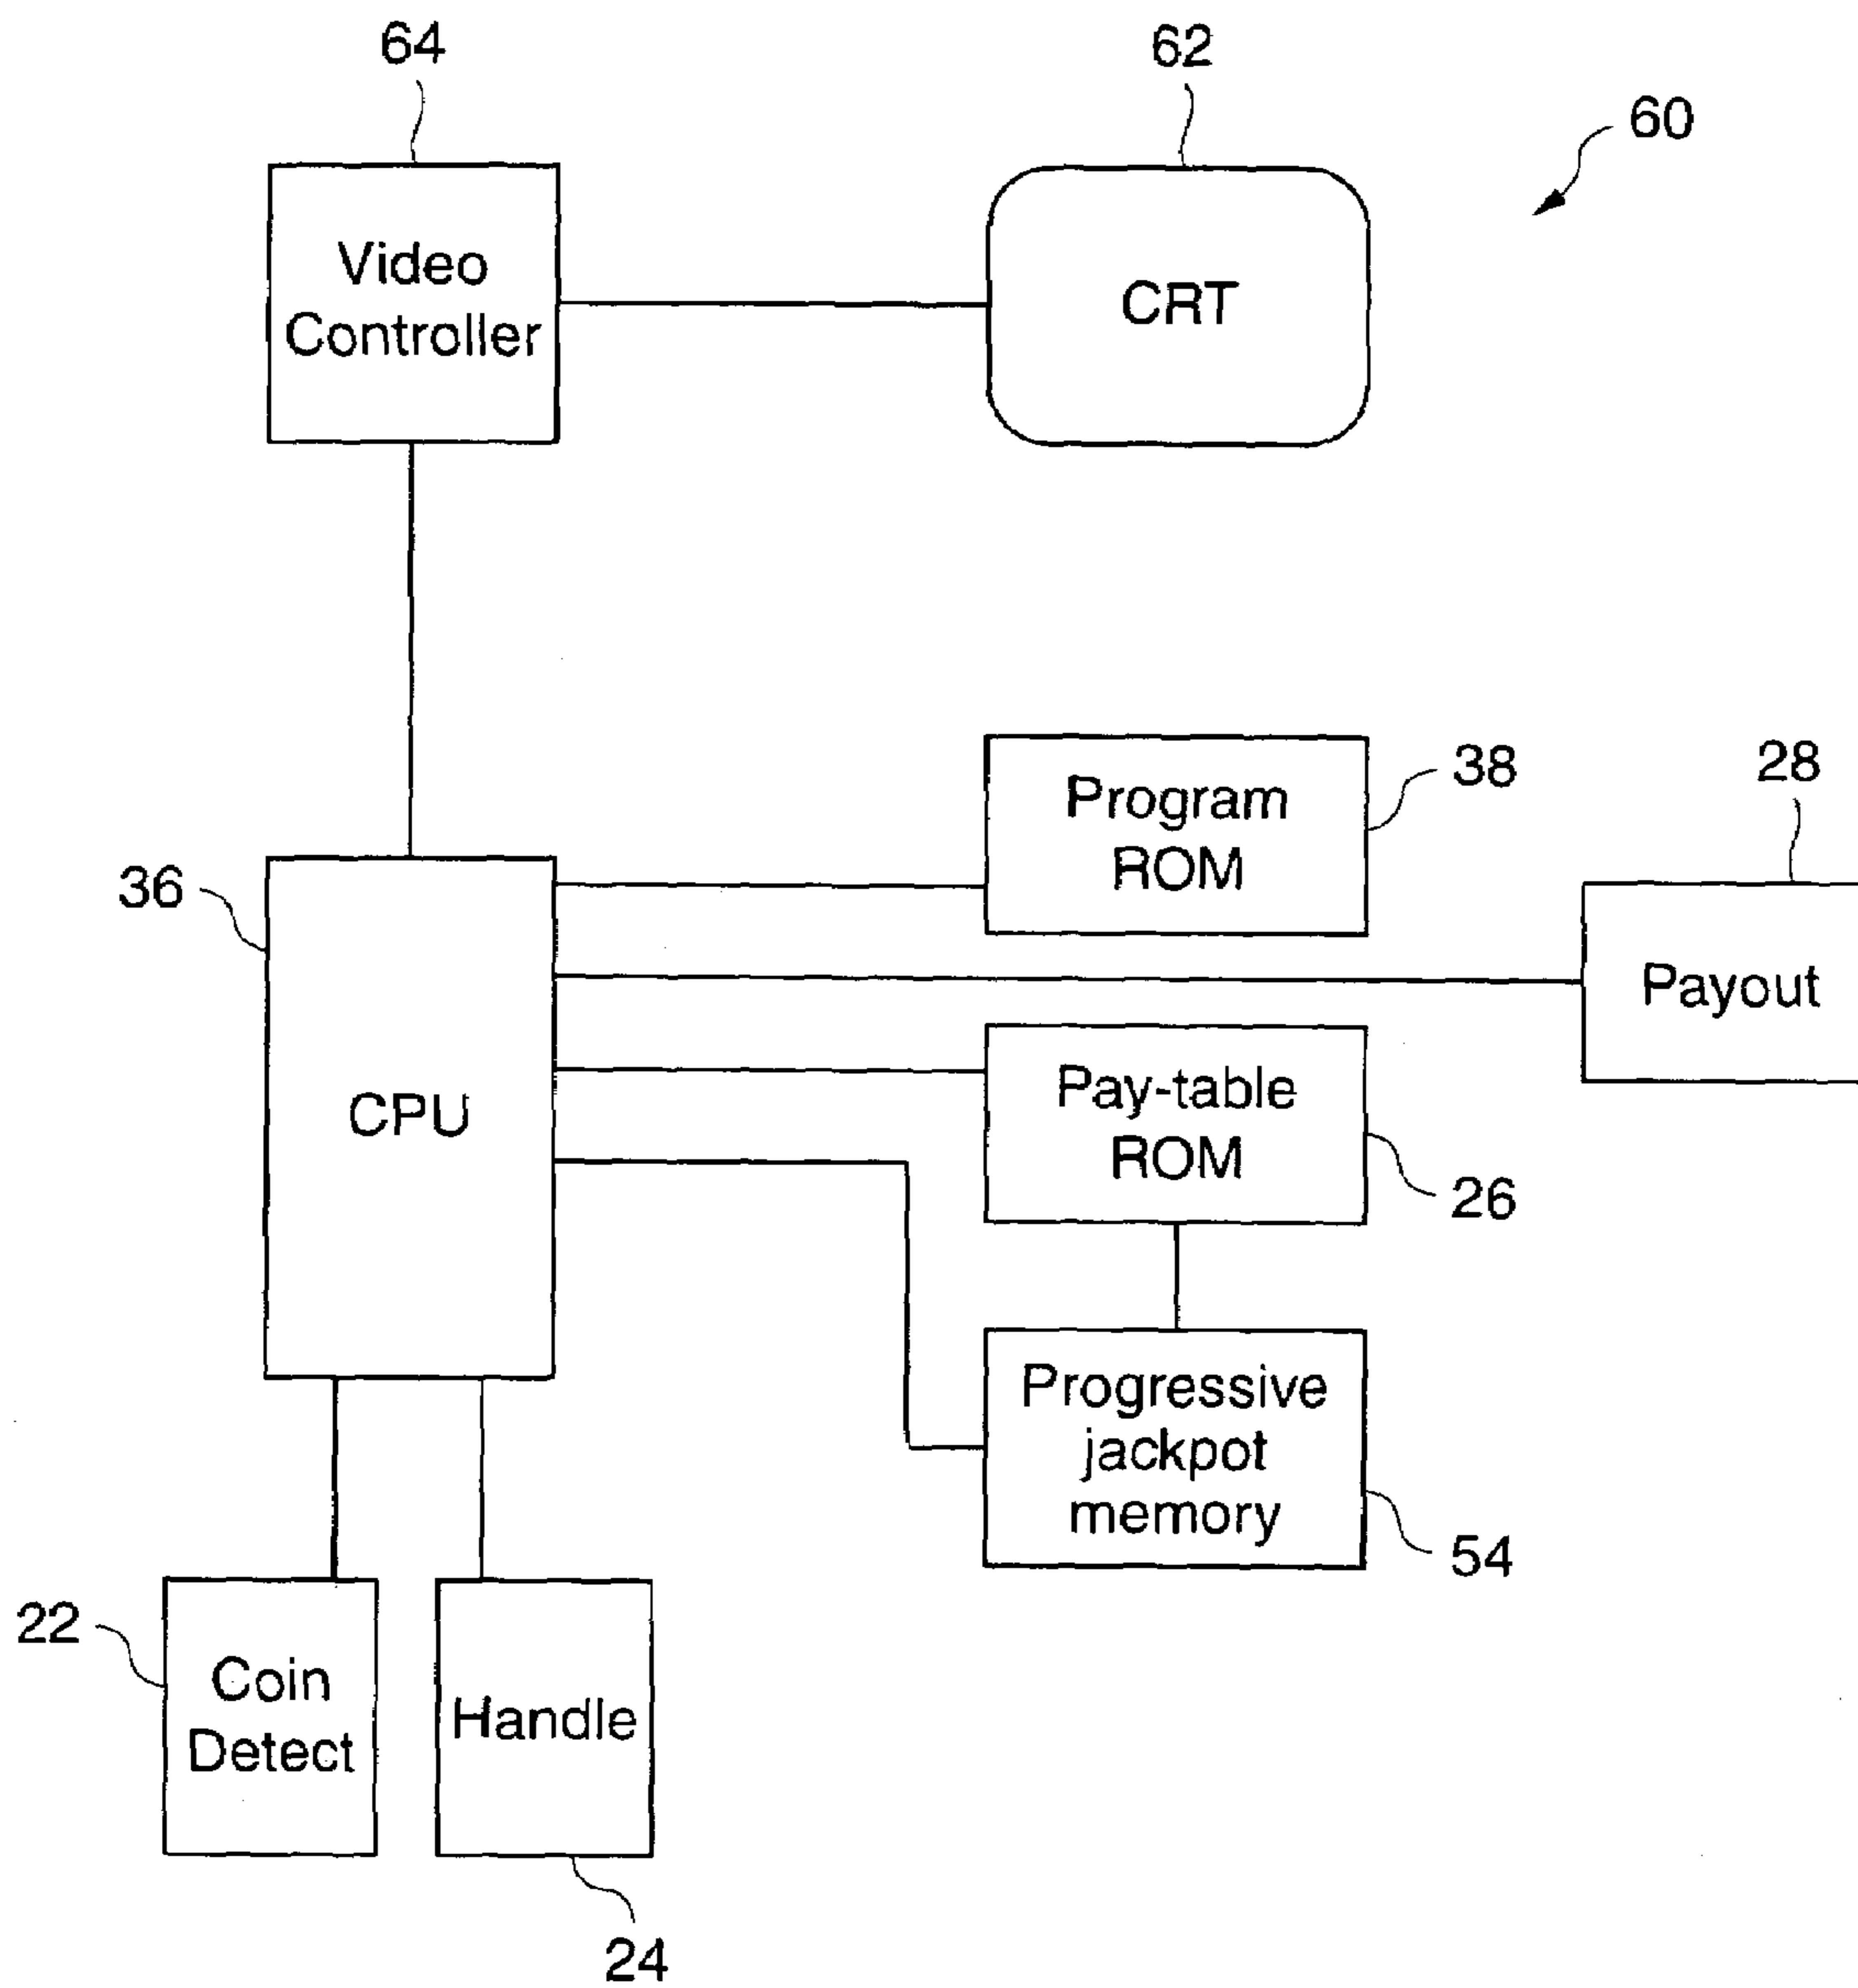 64
62
60
Video
Controller
CRT
38
28
Program
ROM
36
Payout
Pay-table
ROM
CPU
26
Progressive
jackpot
memory
54
22
Coin
Detect
Handle
24